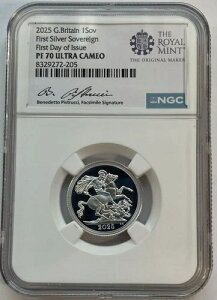 2025 G.Britain 1Sov
First Silver Sovereign
First Day of Issue
PF 70 ULTRA CAMEO
8329272-205
THE
ROYAL
MINT
THE ORIGINAL MAKER
Benedetto Pistrucci, Facsimile Signature
NGC
2025